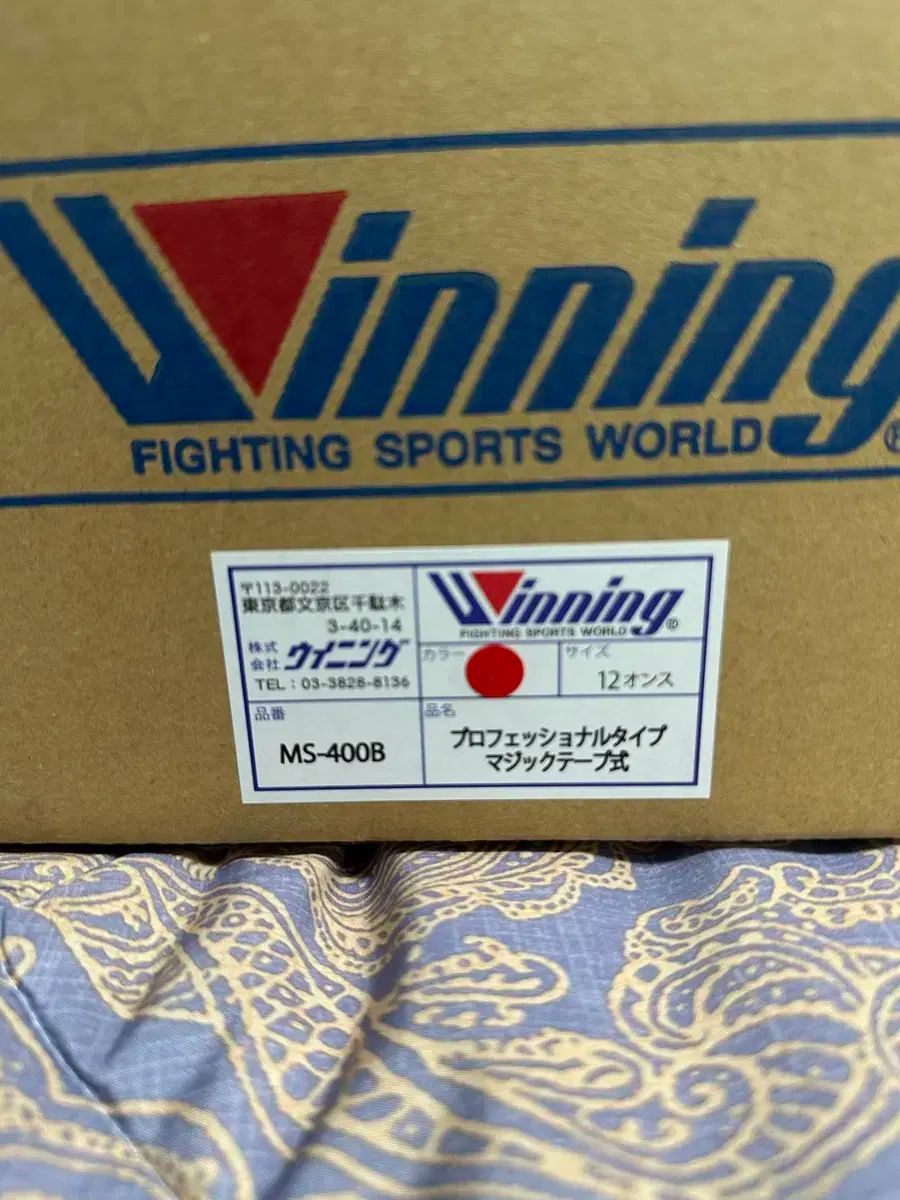 Winning
FIGHTING SPORTS WORLD
〒113-0022
東京都文京区千駄木
3-40-14
株式会社 ウイニング
TEL : 03-3828-8136
Winning®
FIGHTING SPORTS WORLD
カラー
サイズ
12オンス
品番
MS-400B
品名
プロフェッショナルタイプ
マジックテープ式